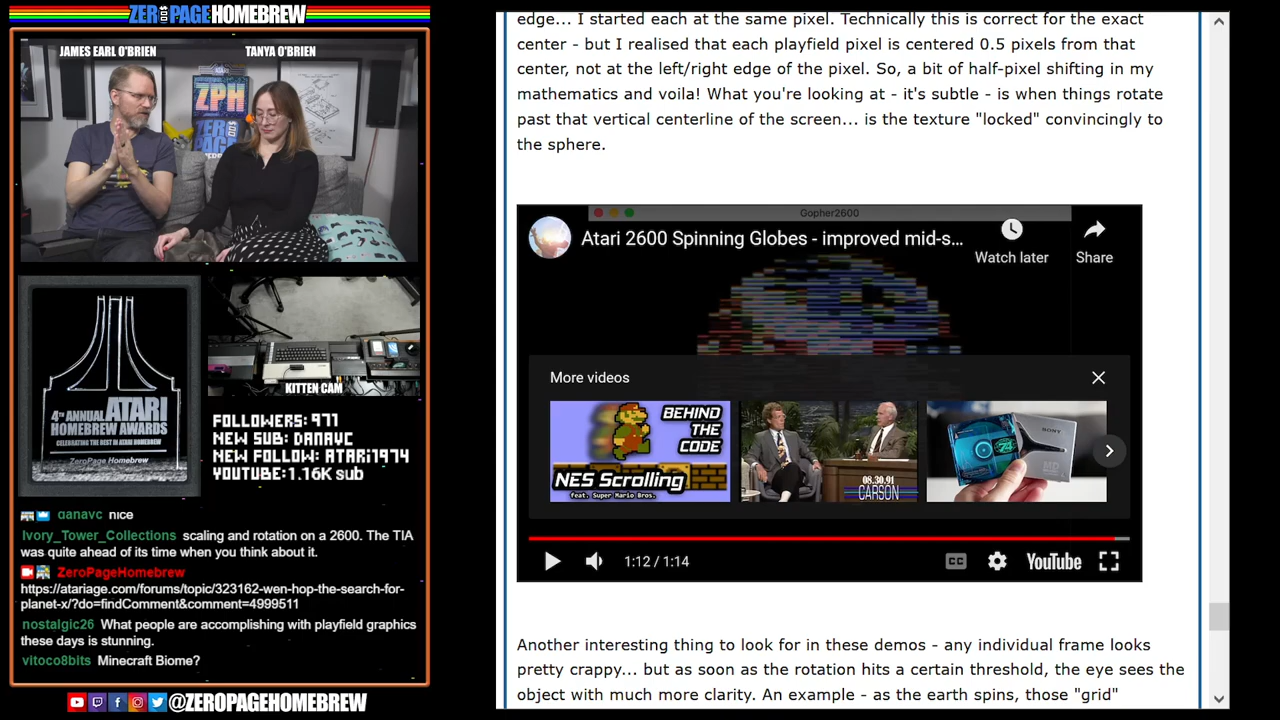 ZEROPAGE HOMEBREW
JAMES EARL O'BRIEN
TANYA O'BRIEN
ZPH
4TH ANNUAL ATARI
HOMEBREW AWARDS
CELEBRATING THE BEST IN ATARI HOMEBREW
ZeroPage Homebrew
KITTEN CAM
FOLLOWERS: 977
NEW SUB: DANAVC
NEW FOLLOW: ATARI1974
YOUTUBE:1.16K sub
danavc nice
Ivory_Tower_Collections scaling and rotation on a 2600. The TIA
was quite ahead of its time when you think about it.
ZeroPageHomebrew
https://atariage.com/forums/topic/323162-wen-hop-the-search-for-
planet-x/?do=findComment&comment=4999511
nostalgic26 What people are accomplishing with playfield graphics
these days is stunning.
vitoco8bits Minecraft Biome?
@ZEROPAGEHOMEBREW
edge... I started each at the same pixel. Technically this is correct for the exact
center - but I realised that each playfield pixel is centered 0.5 pixels from that
center, not at the left/right edge of the pixel. So, a bit of half-pixel shifting in my
mathematics and voila! What you're looking at - it's subtle - is when things rotate
past that vertical centerline of the screen... is the texture "locked" convincingly to
the sphere.
Gopher2600
Atari 2600 Spinning Globes - improved mid-s...
Watch later
Share
More videos
BEHIND
THE
CODE
NES Scrolling
feat. Super Mario Bros.
08.30.91
CARSON
SONY
MD
1:12 / 1:14
CC
YouTube
Another interesting thing to look for in these demos - any individual frame looks
pretty crappy... but as soon as the rotation hits a certain threshold, the eye sees the
object with much more clarity. An example - as the earth spins, those "grid"